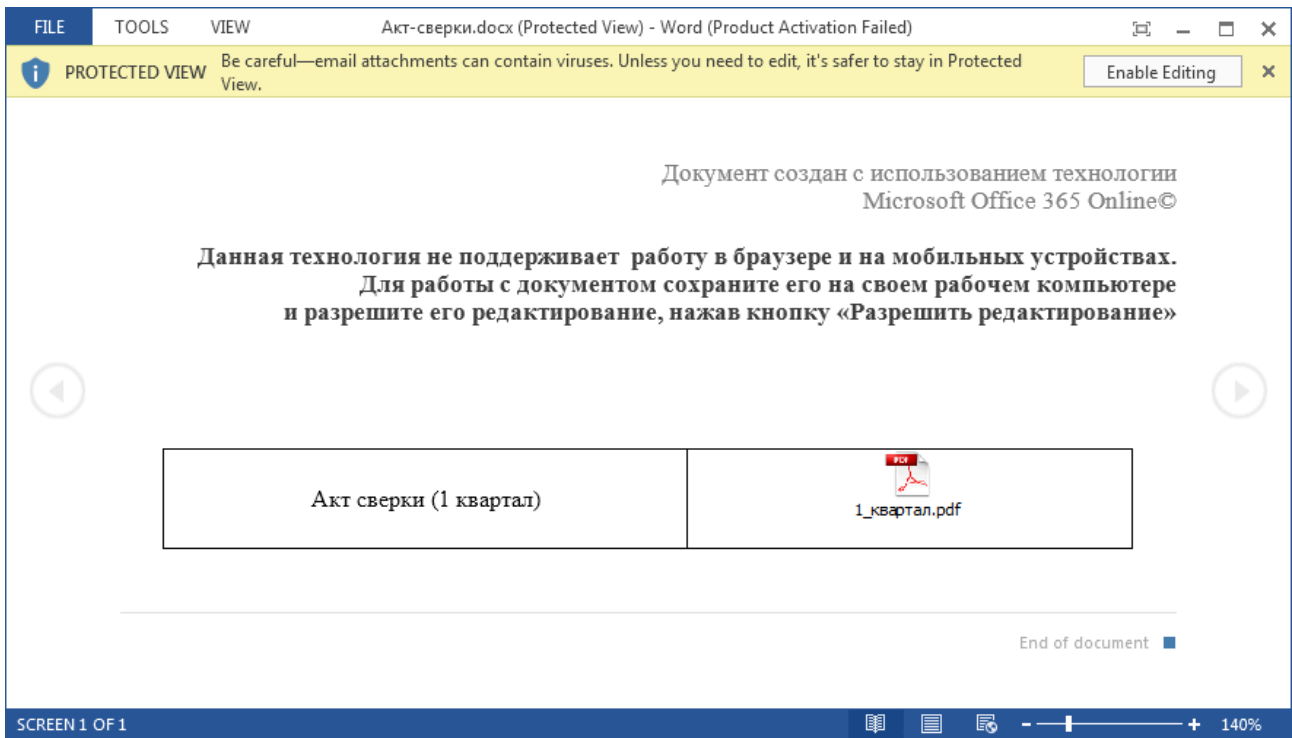 FILE TOOLS VIEW Акт-сверки.docx (Protected View) - Word (Product Activation Failed)
PROTECTED VIEW Be careful—email attachments can contain viruses. Unless you need to edit, it's safer to stay in Protected
View.
Enable Editing
Документ создан с использованием технологии
Microsoft Office 365 Online©
Данная технология не поддерживает работу в браузере и на мобильных устройствах.
Для работы с документом сохраните его на своем рабочем компьютере
и разрешите его редактирование, нажав кнопку «Разрешить редактирование»
PDF
Акт сверки (1 квартал)
1_квартал.pdf
End of document
SCREEN 1 OF 1 140%